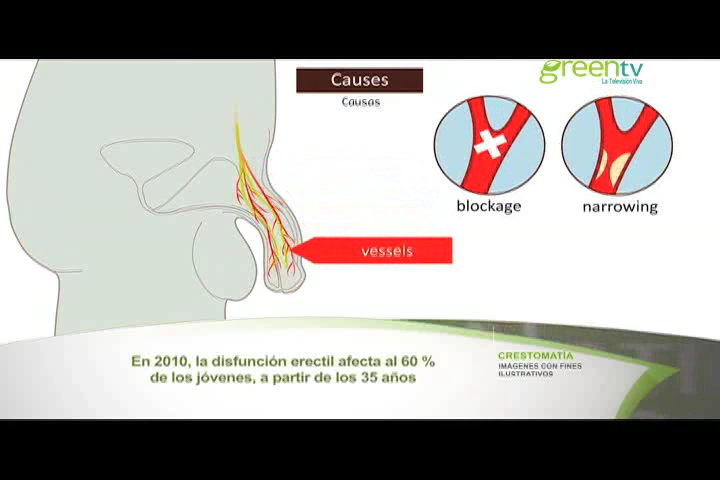 greentv
La Televisión Viva
Causes
Causas
blockage
narrowing
vessels
En 2010, la disfunción erectil afecta al 60 %
de los jóvenes, a partir de los 35 años
CRESTOMATÍA
IMÁGENES CON FINES
ILUSTRATIVOS